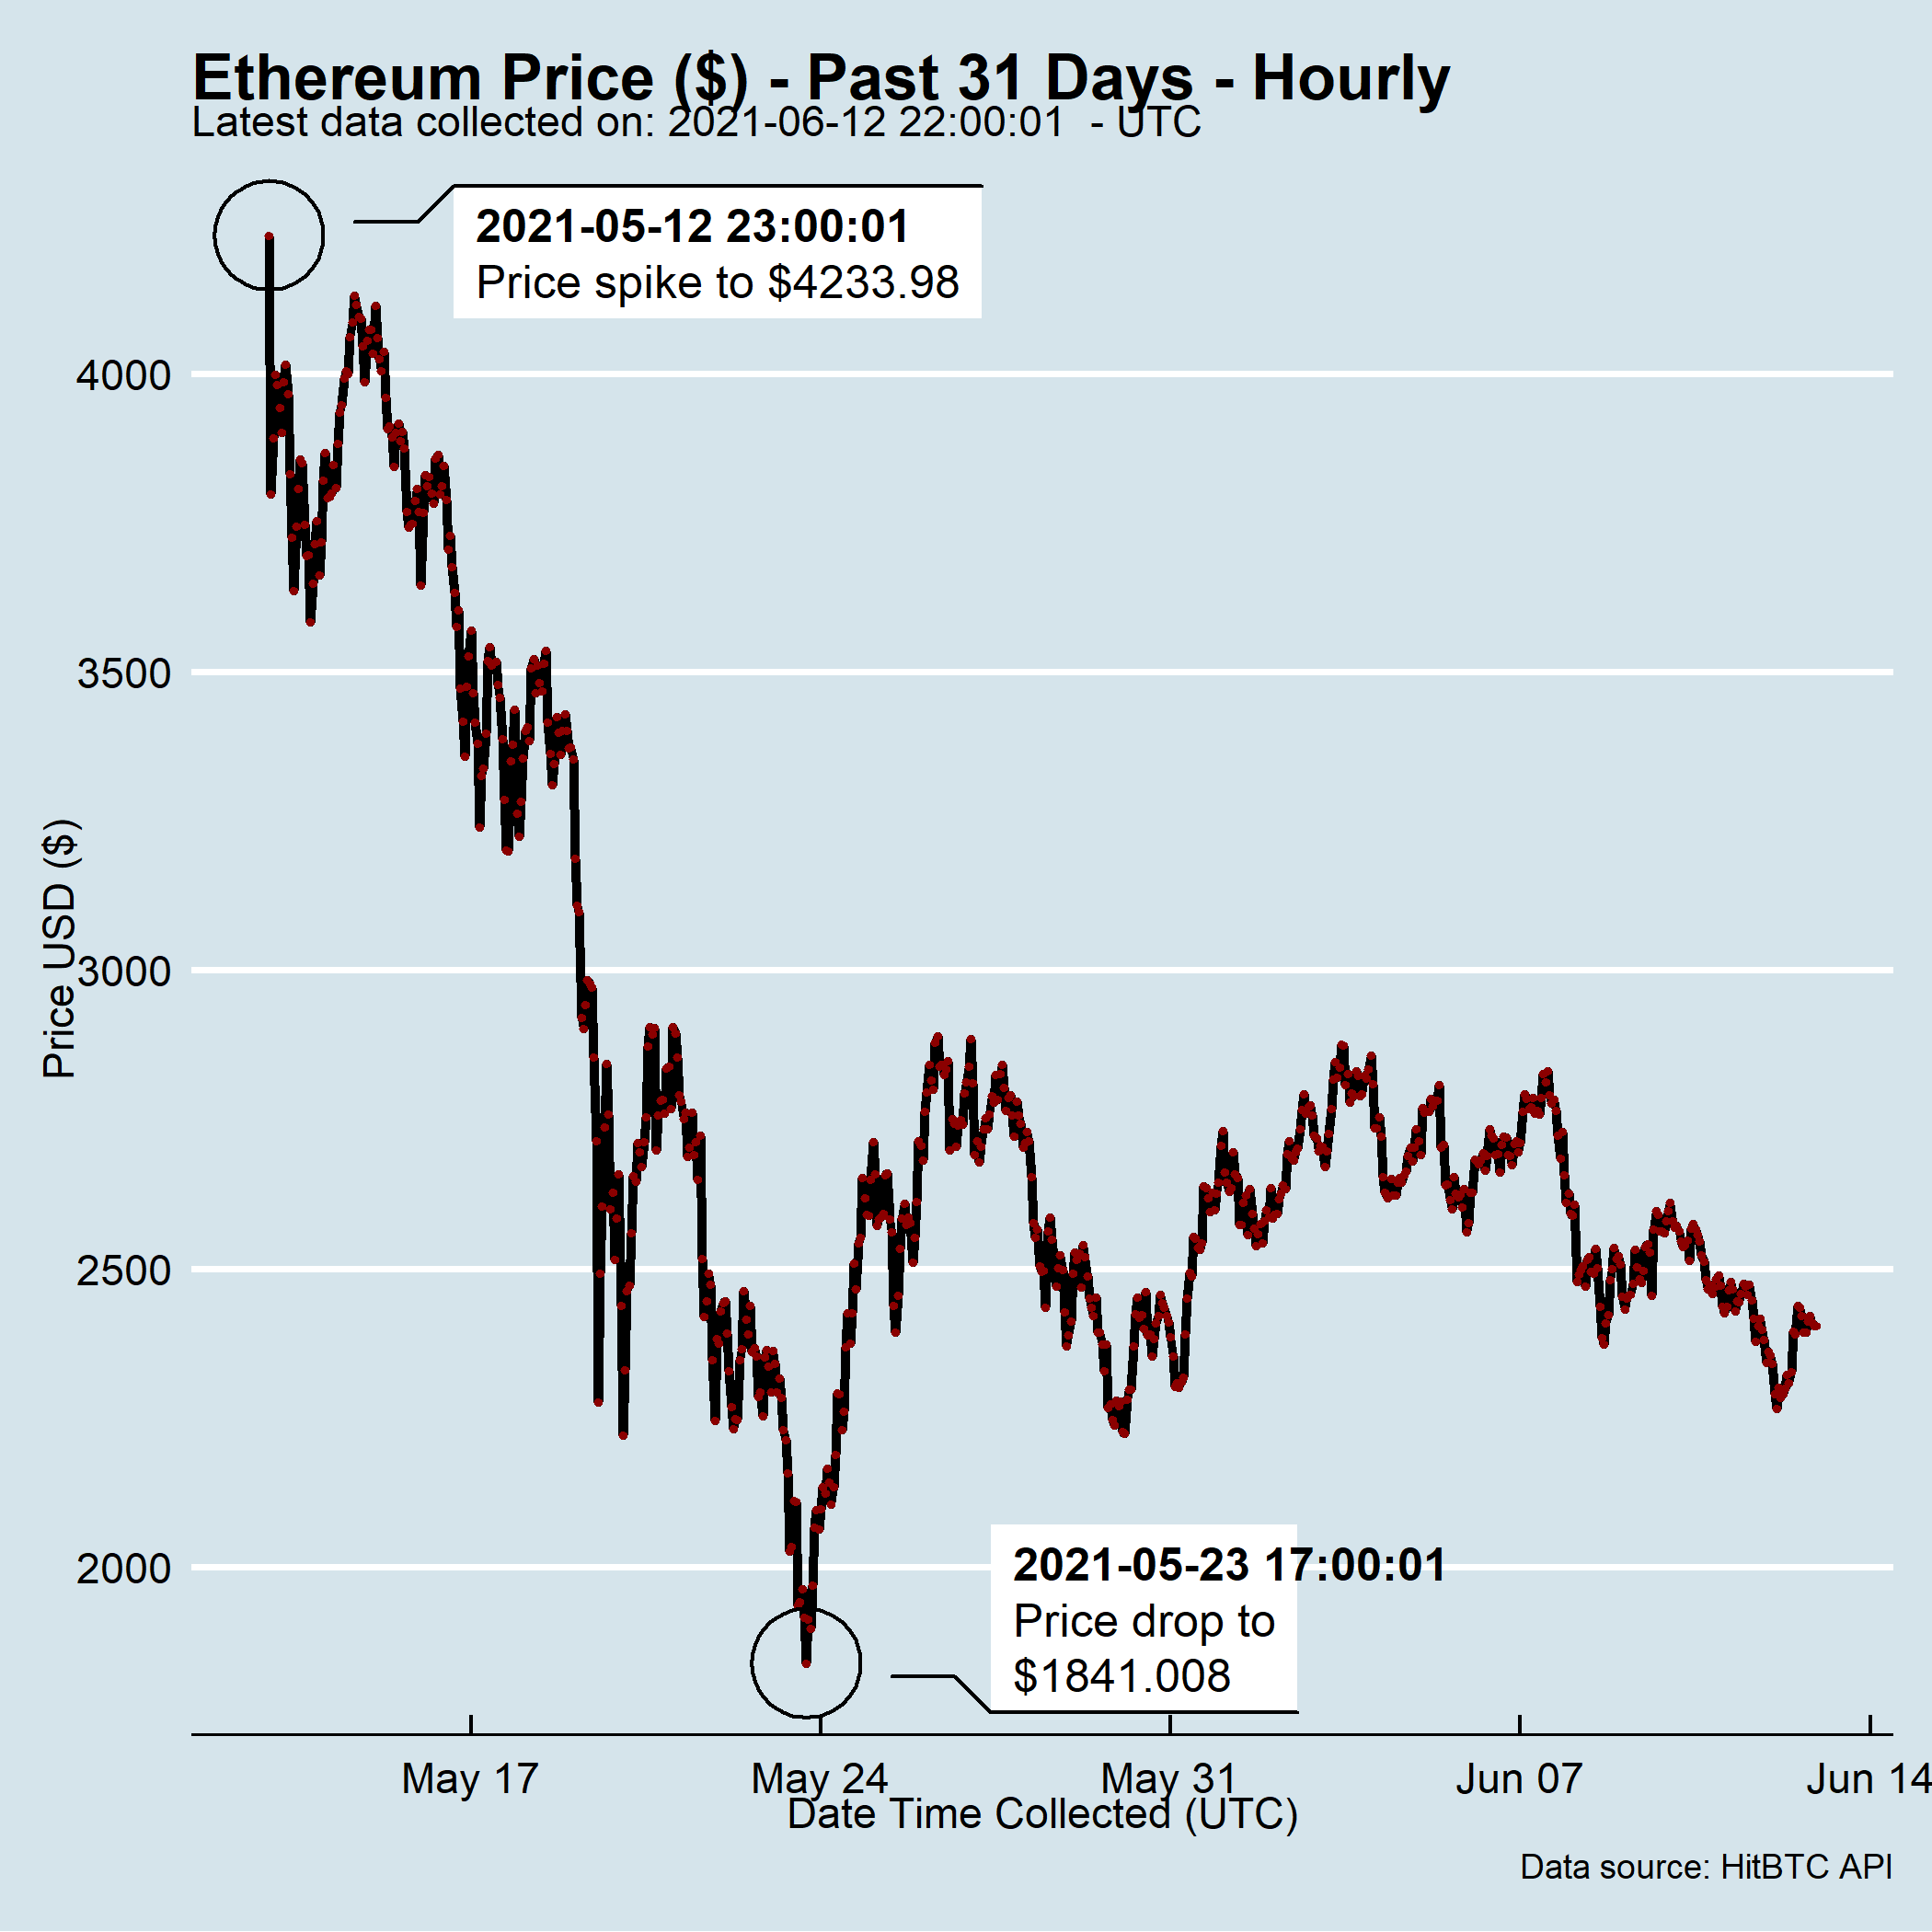 Ethereum Price ($) - Past 31 Days - Hourly
Latest data collected on: 2021-06-12 22:00:01  - UTC
2021-05-12 23:00:01
Price spike to $4233.98
4000
3500
3000
2500
2000
Price USD ($)
2021-05-23 17:00:01
Price drop to
$1841.008
May 17
May 24
May 31
Jun 07
Jun 14
Date Time Collected (UTC)
Data source: HitBTC API